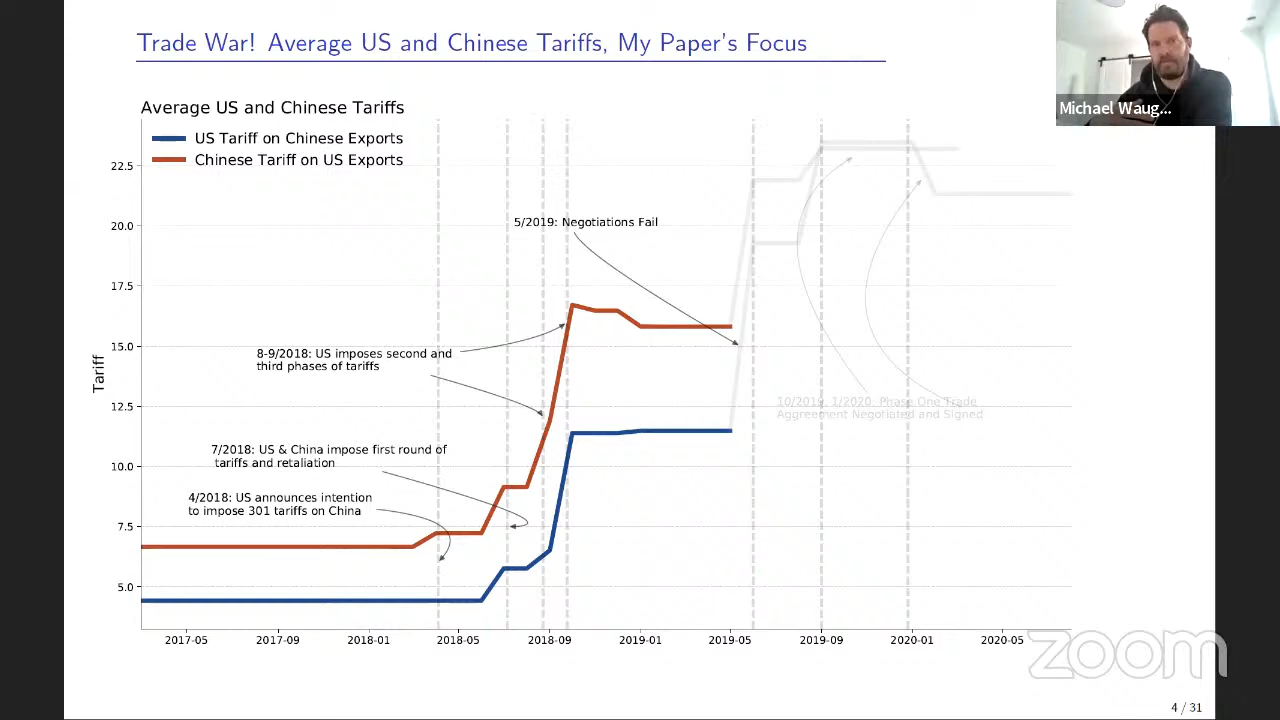 Trade War! Average US and Chinese Tariffs, My Paper's Focus
Michael Waug...
Average US and Chinese Tariffs
US Tariff on Chinese Exports
Chinese Tariff on US Exports
22.5
20.0
17.5
15.0
12.5
10.0
7.5
5.0
Tariff
5/2019: Negotiations Fail
8-9/2018: US imposes second and
third phases of tariffs
10/2019, 1/2020: Phase One Trade
Aggreement Negotiated and Signed
7/2018: US & China impose first round of
tariffs and retaliation
4/2018: US announces intention
to impose 301 tariffs on China
2017-05 2017-09 2018-01 2018-05 2018-09 2019-01 2019-05 2019-09 2020-01 2020-05
zoom
4 / 31